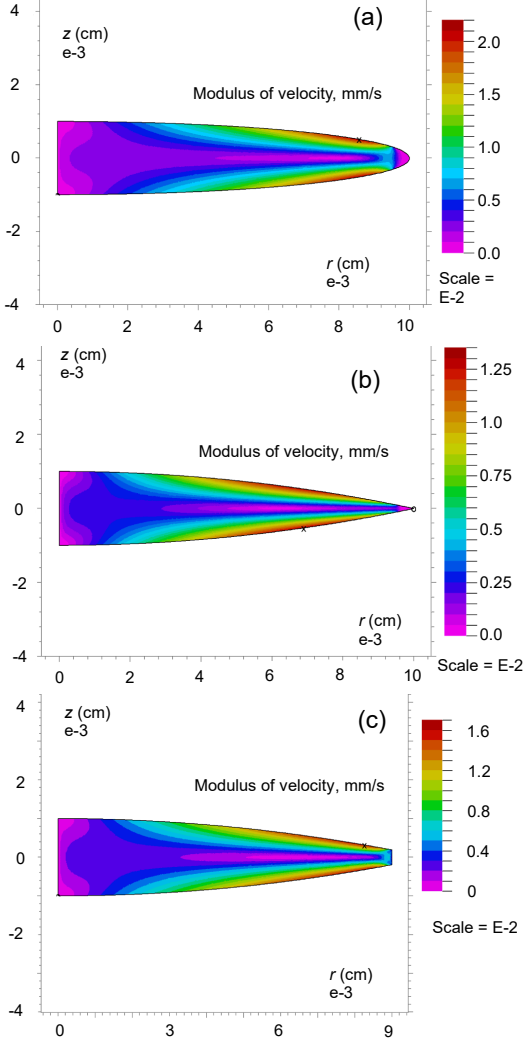 (a)
4
z (cm)
e-3
2
Modulus of velocity, mm/s
0
-2
r (cm)
e-3
-4
0 2 4 6 8 10
2.0
1.5
1.0
0.5
0.0
Scale =
E-2
(b)
z (cm)
e-3
4
2
Modulus of velocity, mm/s
0
-2
r (cm)
e-3
-4
0 2 4 6 8 10
1.25
1.0
0.75
0.5
0.25
0.0
Scale = E-2
(c)
z (cm)
e-3
4
2
Modulus of velocity, mm/s
0
-2
r (cm)
e-3
-4
0 3 6 9
1.6
1.2
0.8
0.4
0
Scale = E-2